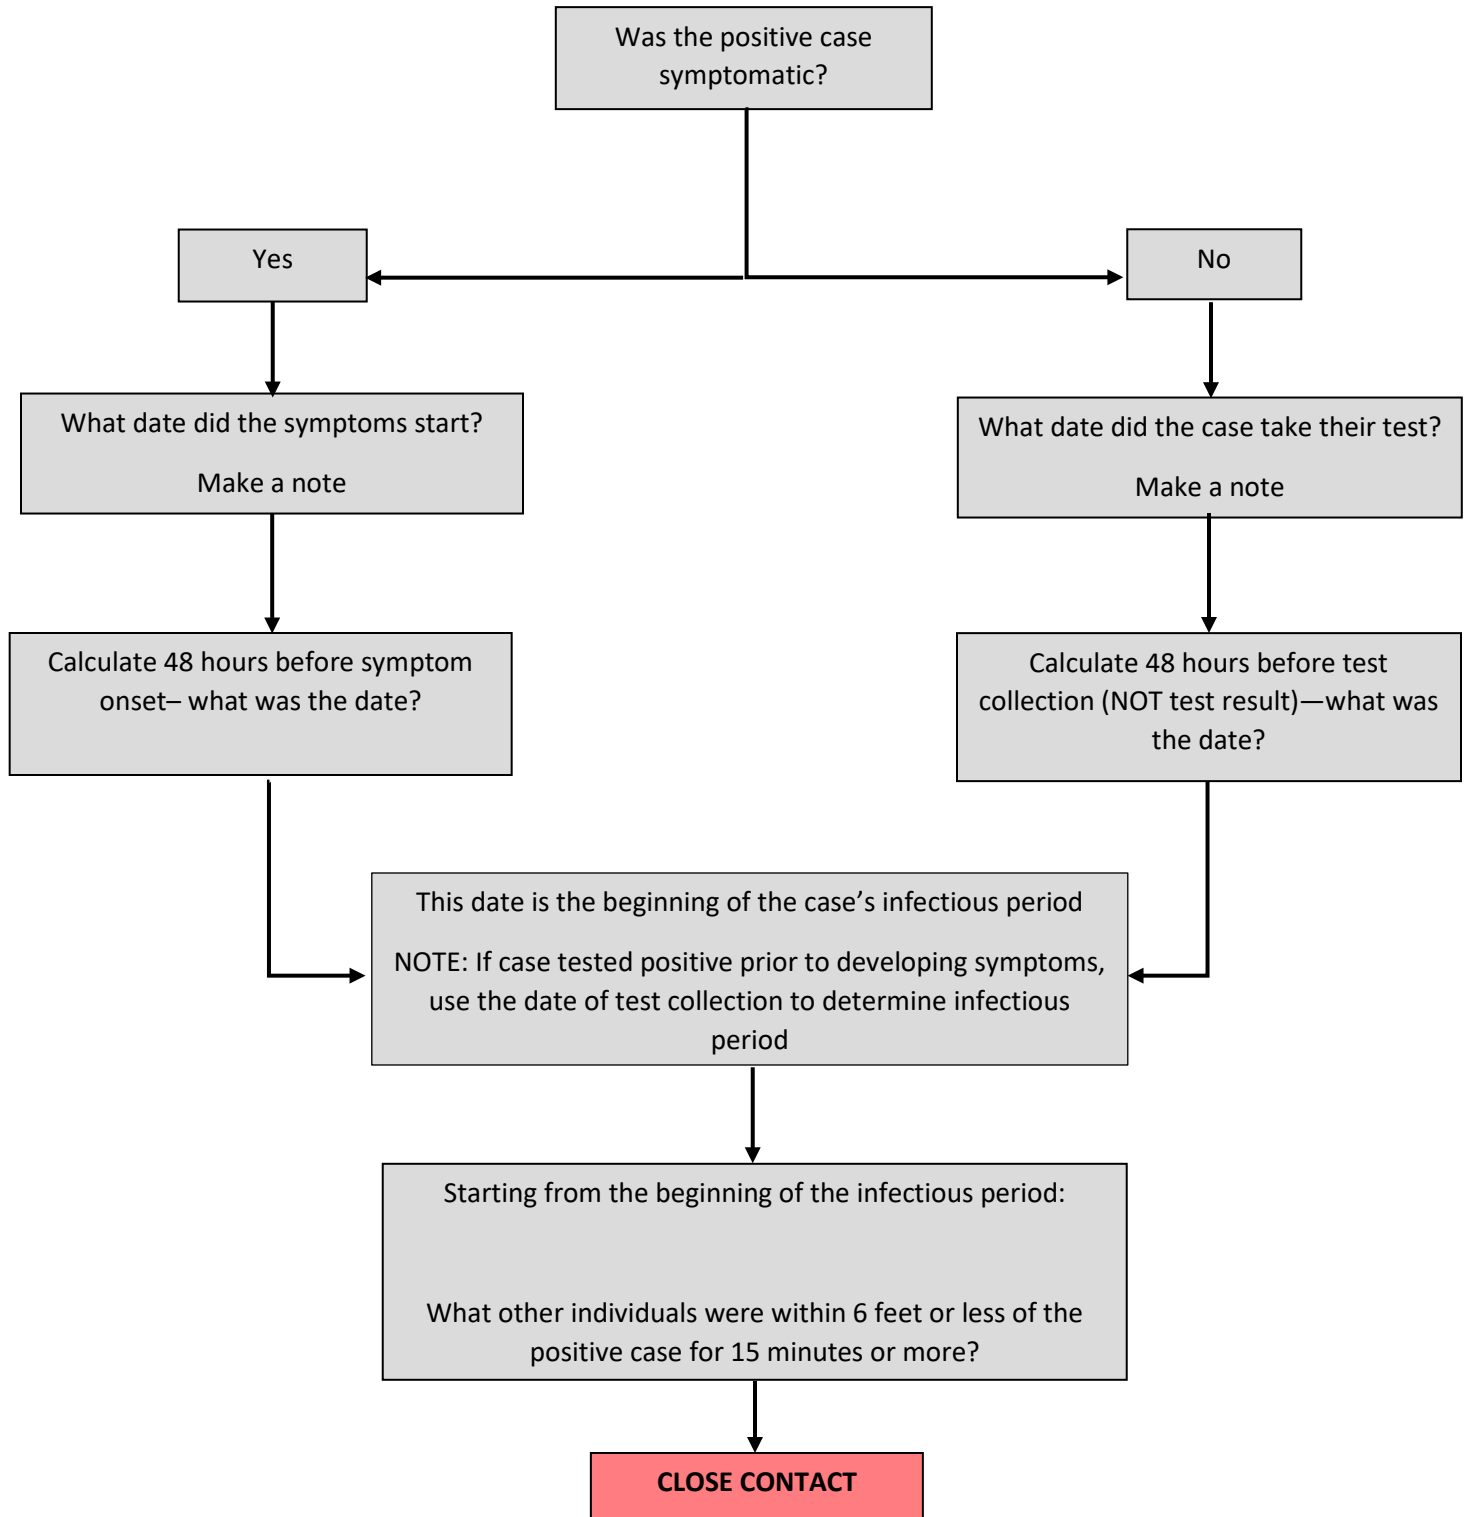 Was the positive case
symptomatic?
Yes
No
What date did the symptoms start?
Make a note
What date did the case take their test?
Make a note
Calculate 48 hours before symptom
onset– what was the date?
Calculate 48 hours before test
collection (NOT test result)—what was
the date?
This date is the beginning of the case’s infectious period
NOTE: If case tested positive prior to developing symptoms,
use the date of test collection to determine infectious
period
Starting from the beginning of the infectious period:
What other individuals were within 6 feet or less of the
positive case for 15 minutes or more?
CLOSE CONTACT